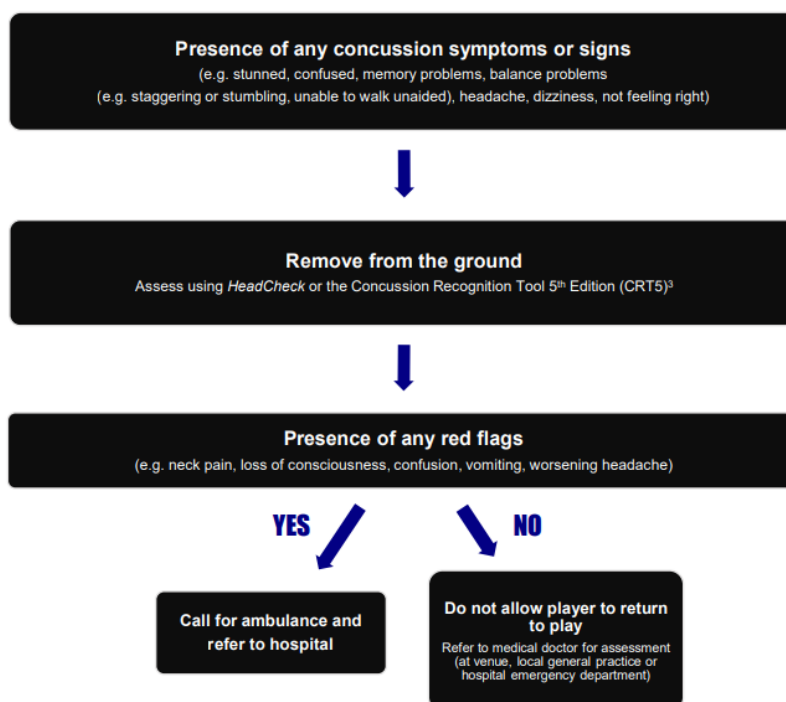 Presence of any concussion symptoms or signs
(e.g. stunned, confused, memory problems, balance problems
(e.g. staggering or stumbling, unable to walk unaided), headache, dizziness, not feeling right)
Remove from the ground
Assess using HeadCheck or the Concussion Recognition Tool 5th Edition (CRT5)³
Presence of any red flags
(e.g. neck pain, loss of consciousness, confusion, vomiting, worsening headache)
YES
NO
Call for ambulance and
refer to hospital
Do not allow player to return
to play
Refer to medical doctor for assessment
(at venue, local general practice or
hospital emergency department)